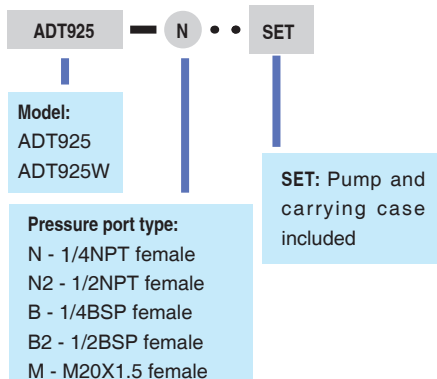 ADT925 — N • • SET
Model:
ADT925
ADT925W
SET: Pump and
carrying case
included
Pressure port type:
N - 1/4NPT female
N2 - 1/2NPT female
B - 1/4BSP female
B2 - 1/2BSP female
M - M20X1.5 female